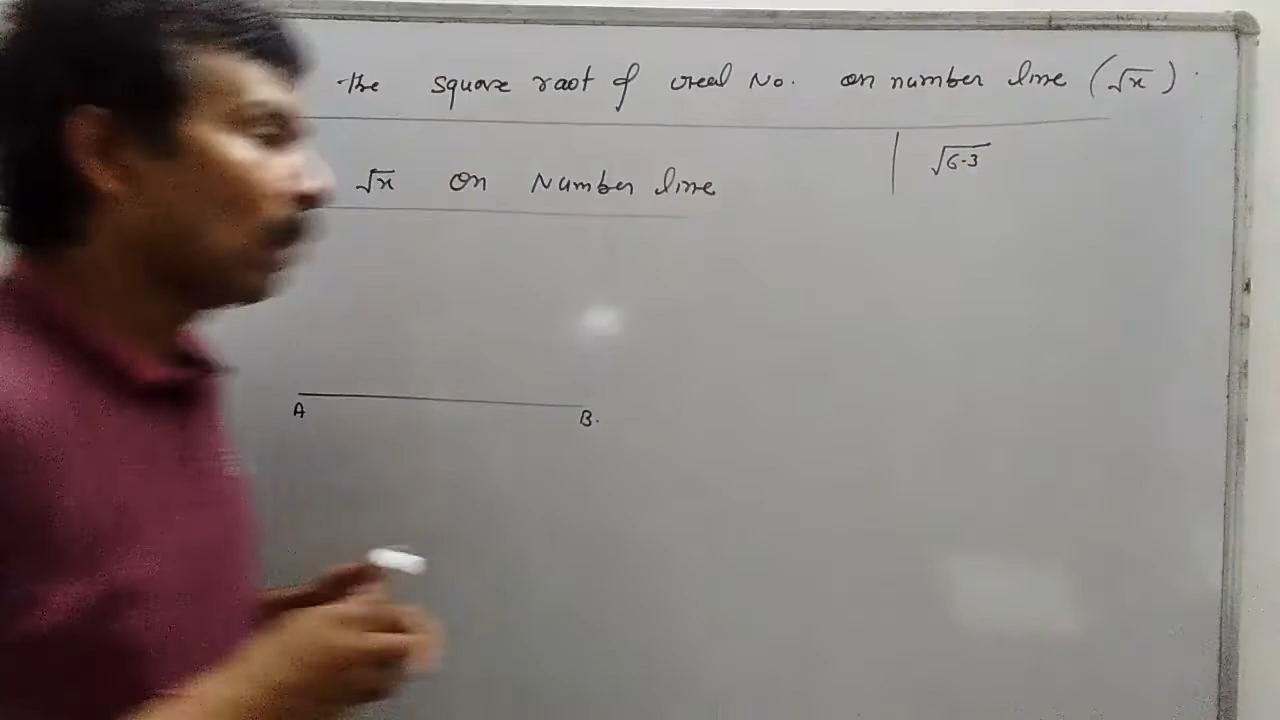 the square root of real No. on number line (√x).
√6.3
√x on Number line
A B.